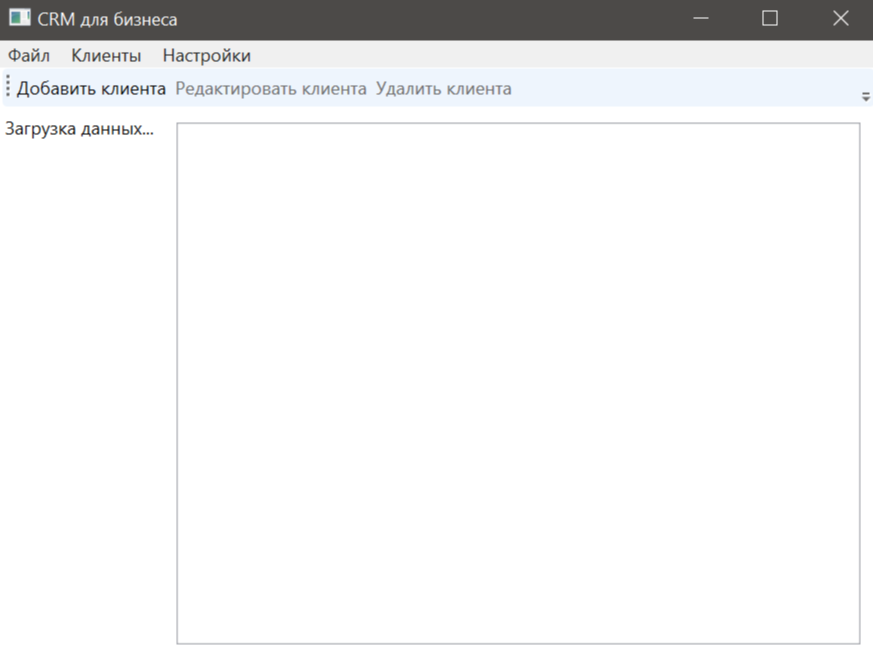 CRM для бизнеса
Файл Клиенты Настройки
Добавить клиента Редактировать клиента Удалить клиента
Загрузка данных...